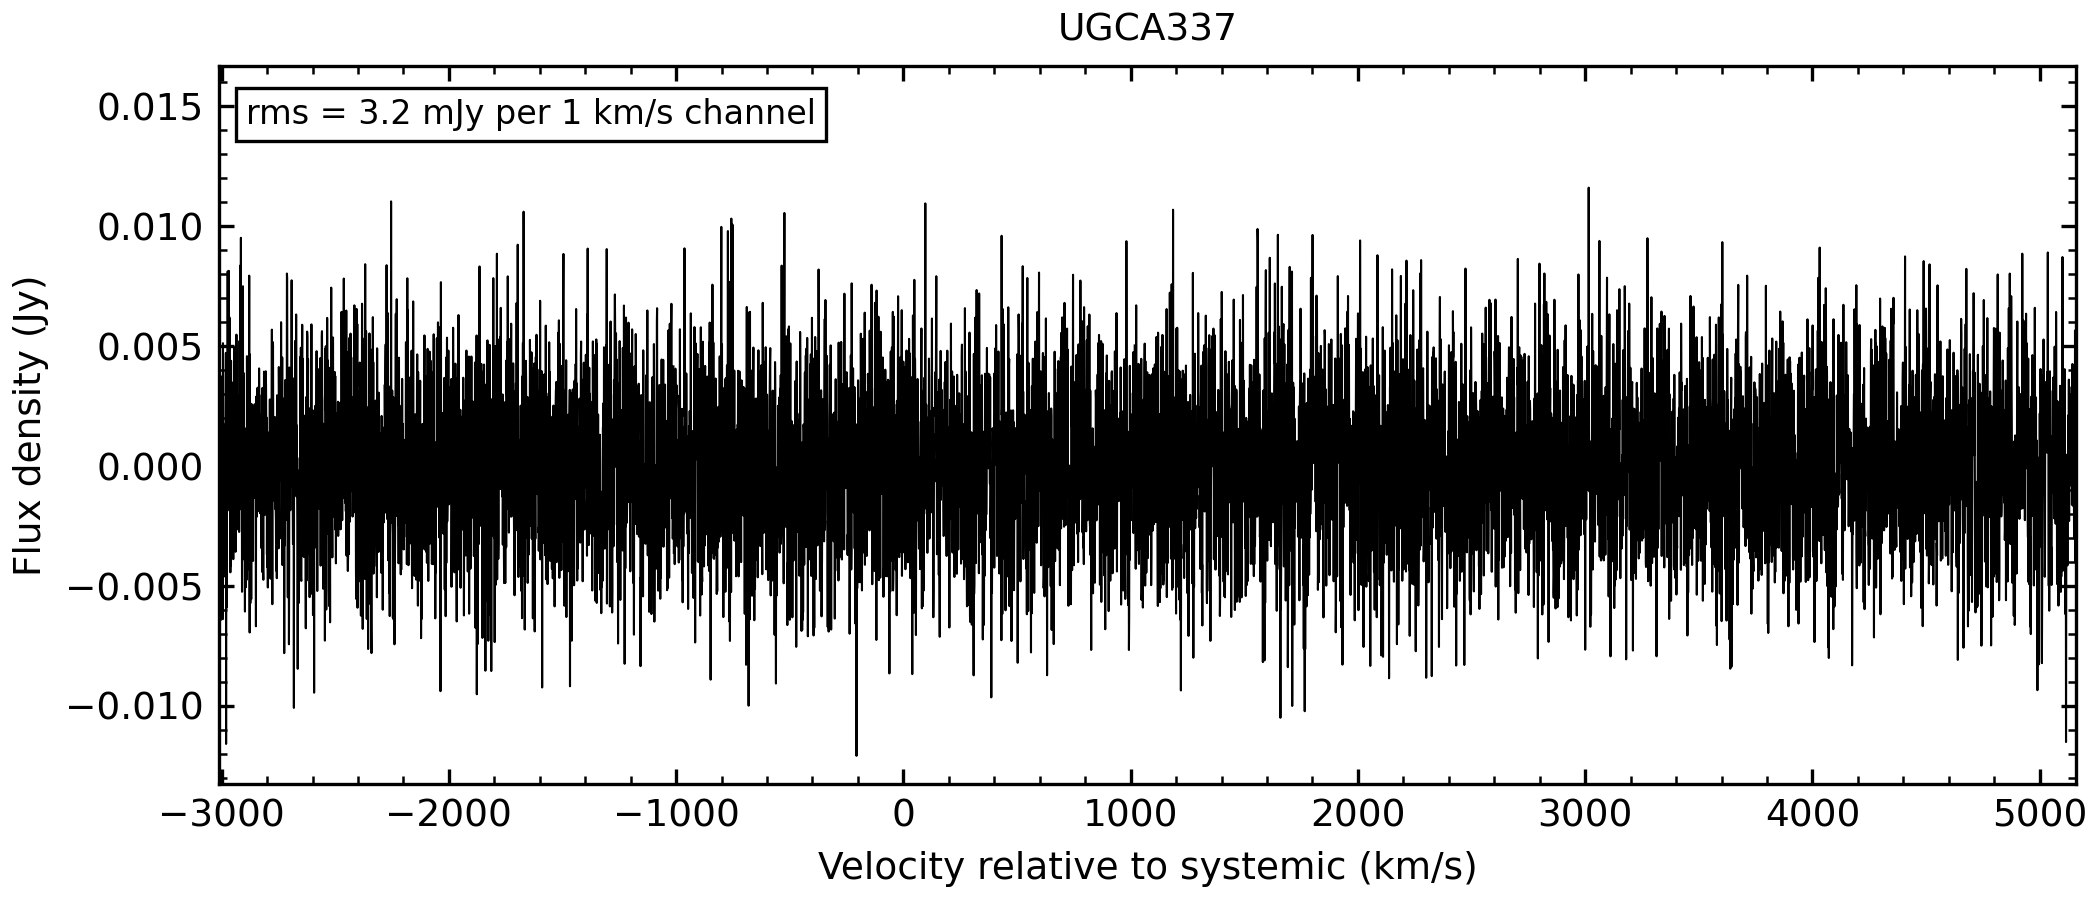 UGCA337
rms = 3.2 mJy per 1 km/s channel
0.015
0.010
0.005
0.000
−0.005
−0.010
Flux density (Jy)
−3000 −2000 −1000 0 1000 2000 3000 4000 5000
Velocity relative to systemic (km/s)